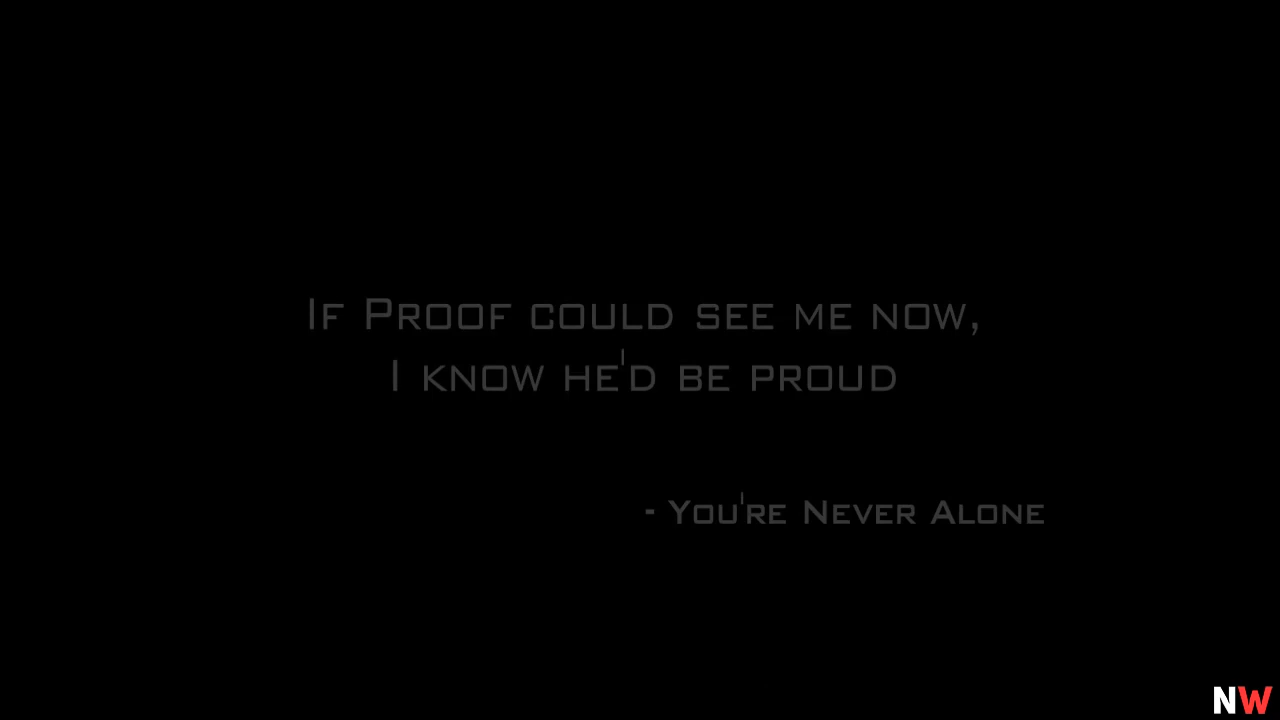 If Proof could see me now,
I know he'd be proud
- You're Never Alone
NW